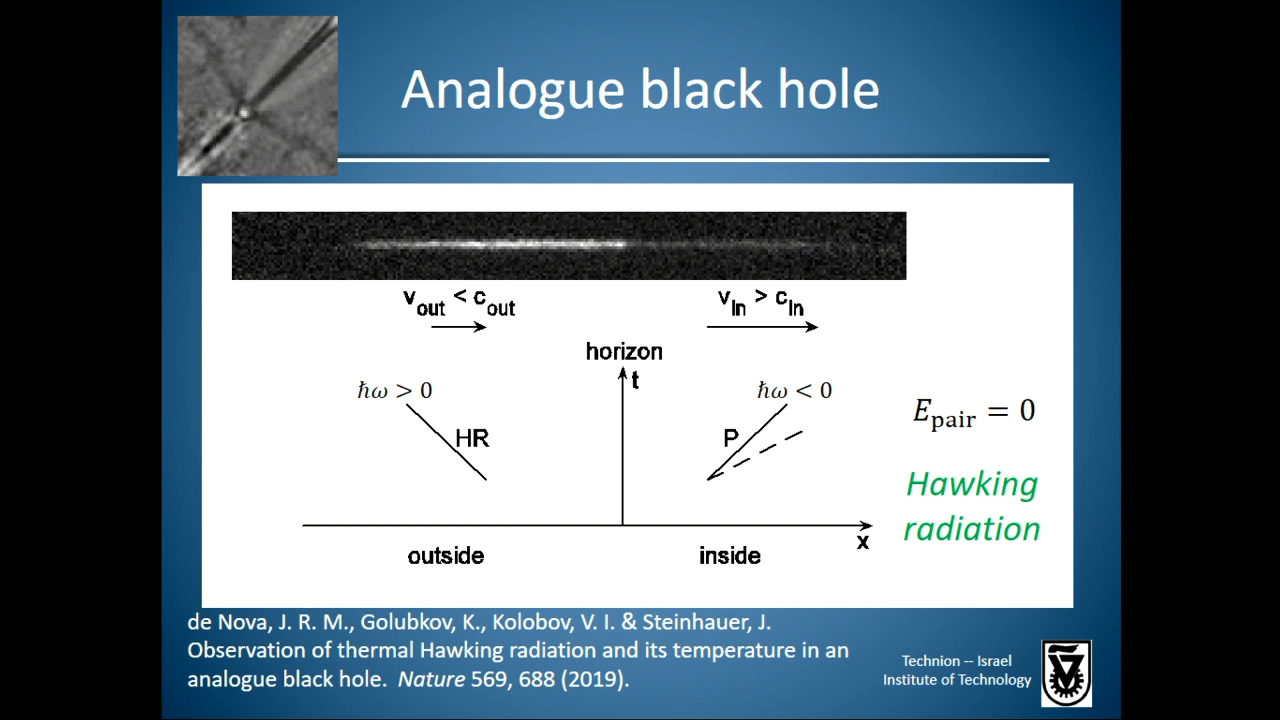 Analogue black hole
v_out < c_out
v_in > c_in
horizon
t
ħω > 0
ħω < 0
HR
P
E_pair = 0
Hawking
radiation
x
outside
inside
de Nova, J. R. M., Golubkov, K., Kolobov, V. I. & Steinhauer, J.
Observation of thermal Hawking radiation and its temperature in an
analogue black hole. Nature 569, 688 (2019).
Technion -- Israel
Institute of Technology